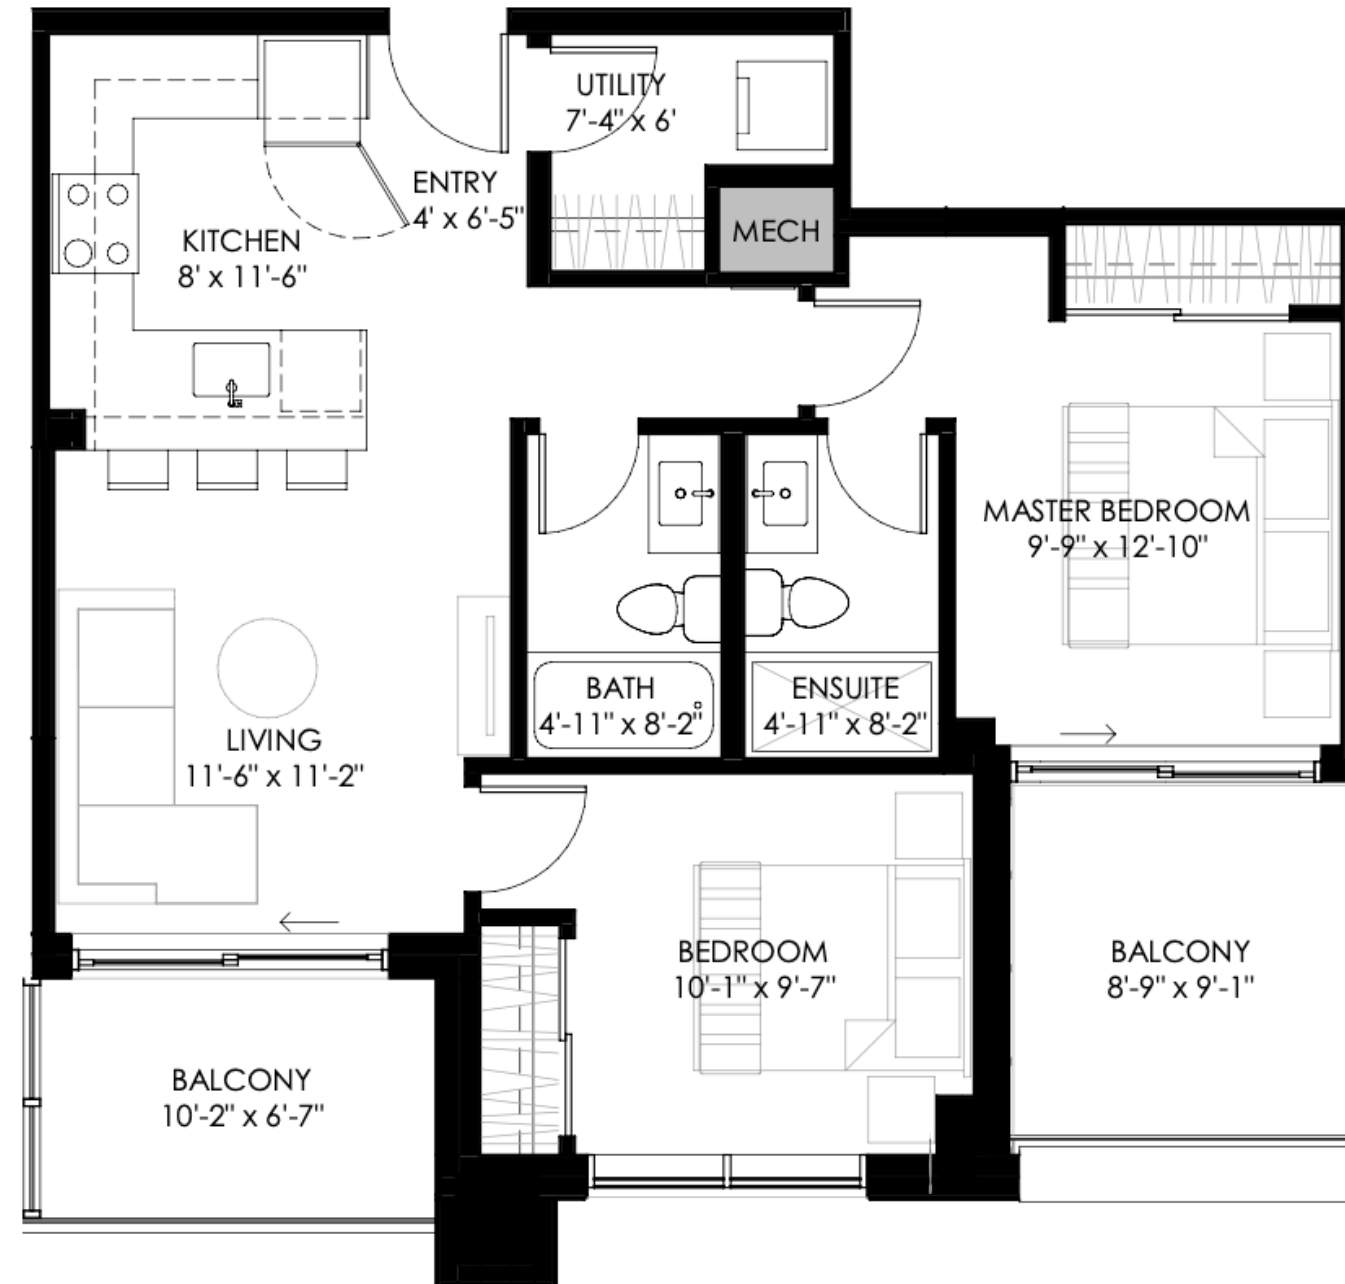 UTILITY
7'-4" x 6'
ENTRY
4' x 6'-5"
MECH
KITCHEN
8' x 11'-6"
MASTER BEDROOM
9'-9" x 12'-10"
BATH
4'-11" x 8'-2"
ENSUITE
4'-11" x 8'-2"
LIVING
11'-6" x 11'-2"
BEDROOM
10'-1" x 9'-7"
BALCONY
8'-9" x 9'-1"
BALCONY
10'-2" x 6'-7"